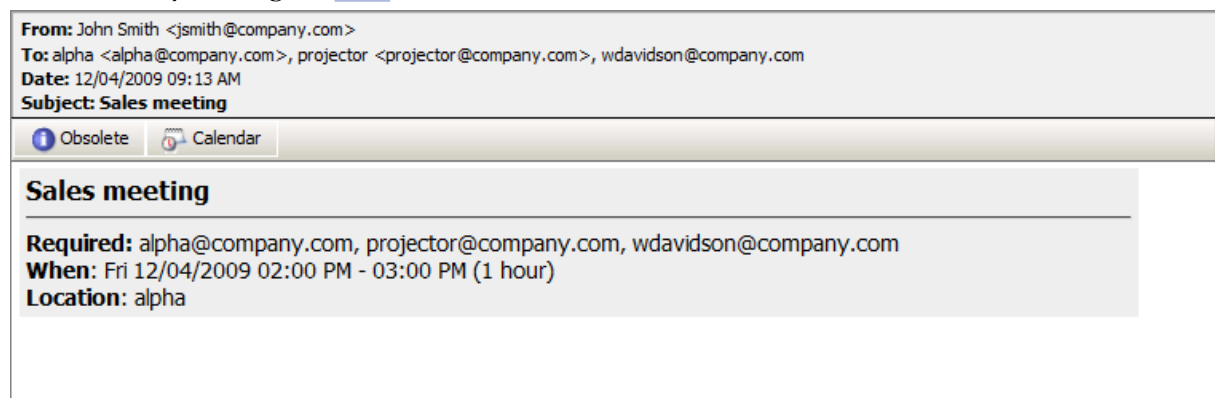 From: John Smith <jsmith@company.com>
To: alpha <alpha@company.com>, projector <projector@company.com>, wdavidson@company.com
Date: 12/04/2009 09:13 AM
Subject: Sales meeting
Obsolete Calendar
Sales meeting
Required: alpha@company.com, projector@company.com, wdavidson@company.com
When: Fri 12/04/2009 02:00 PM - 03:00 PM (1 hour)
Location: alpha